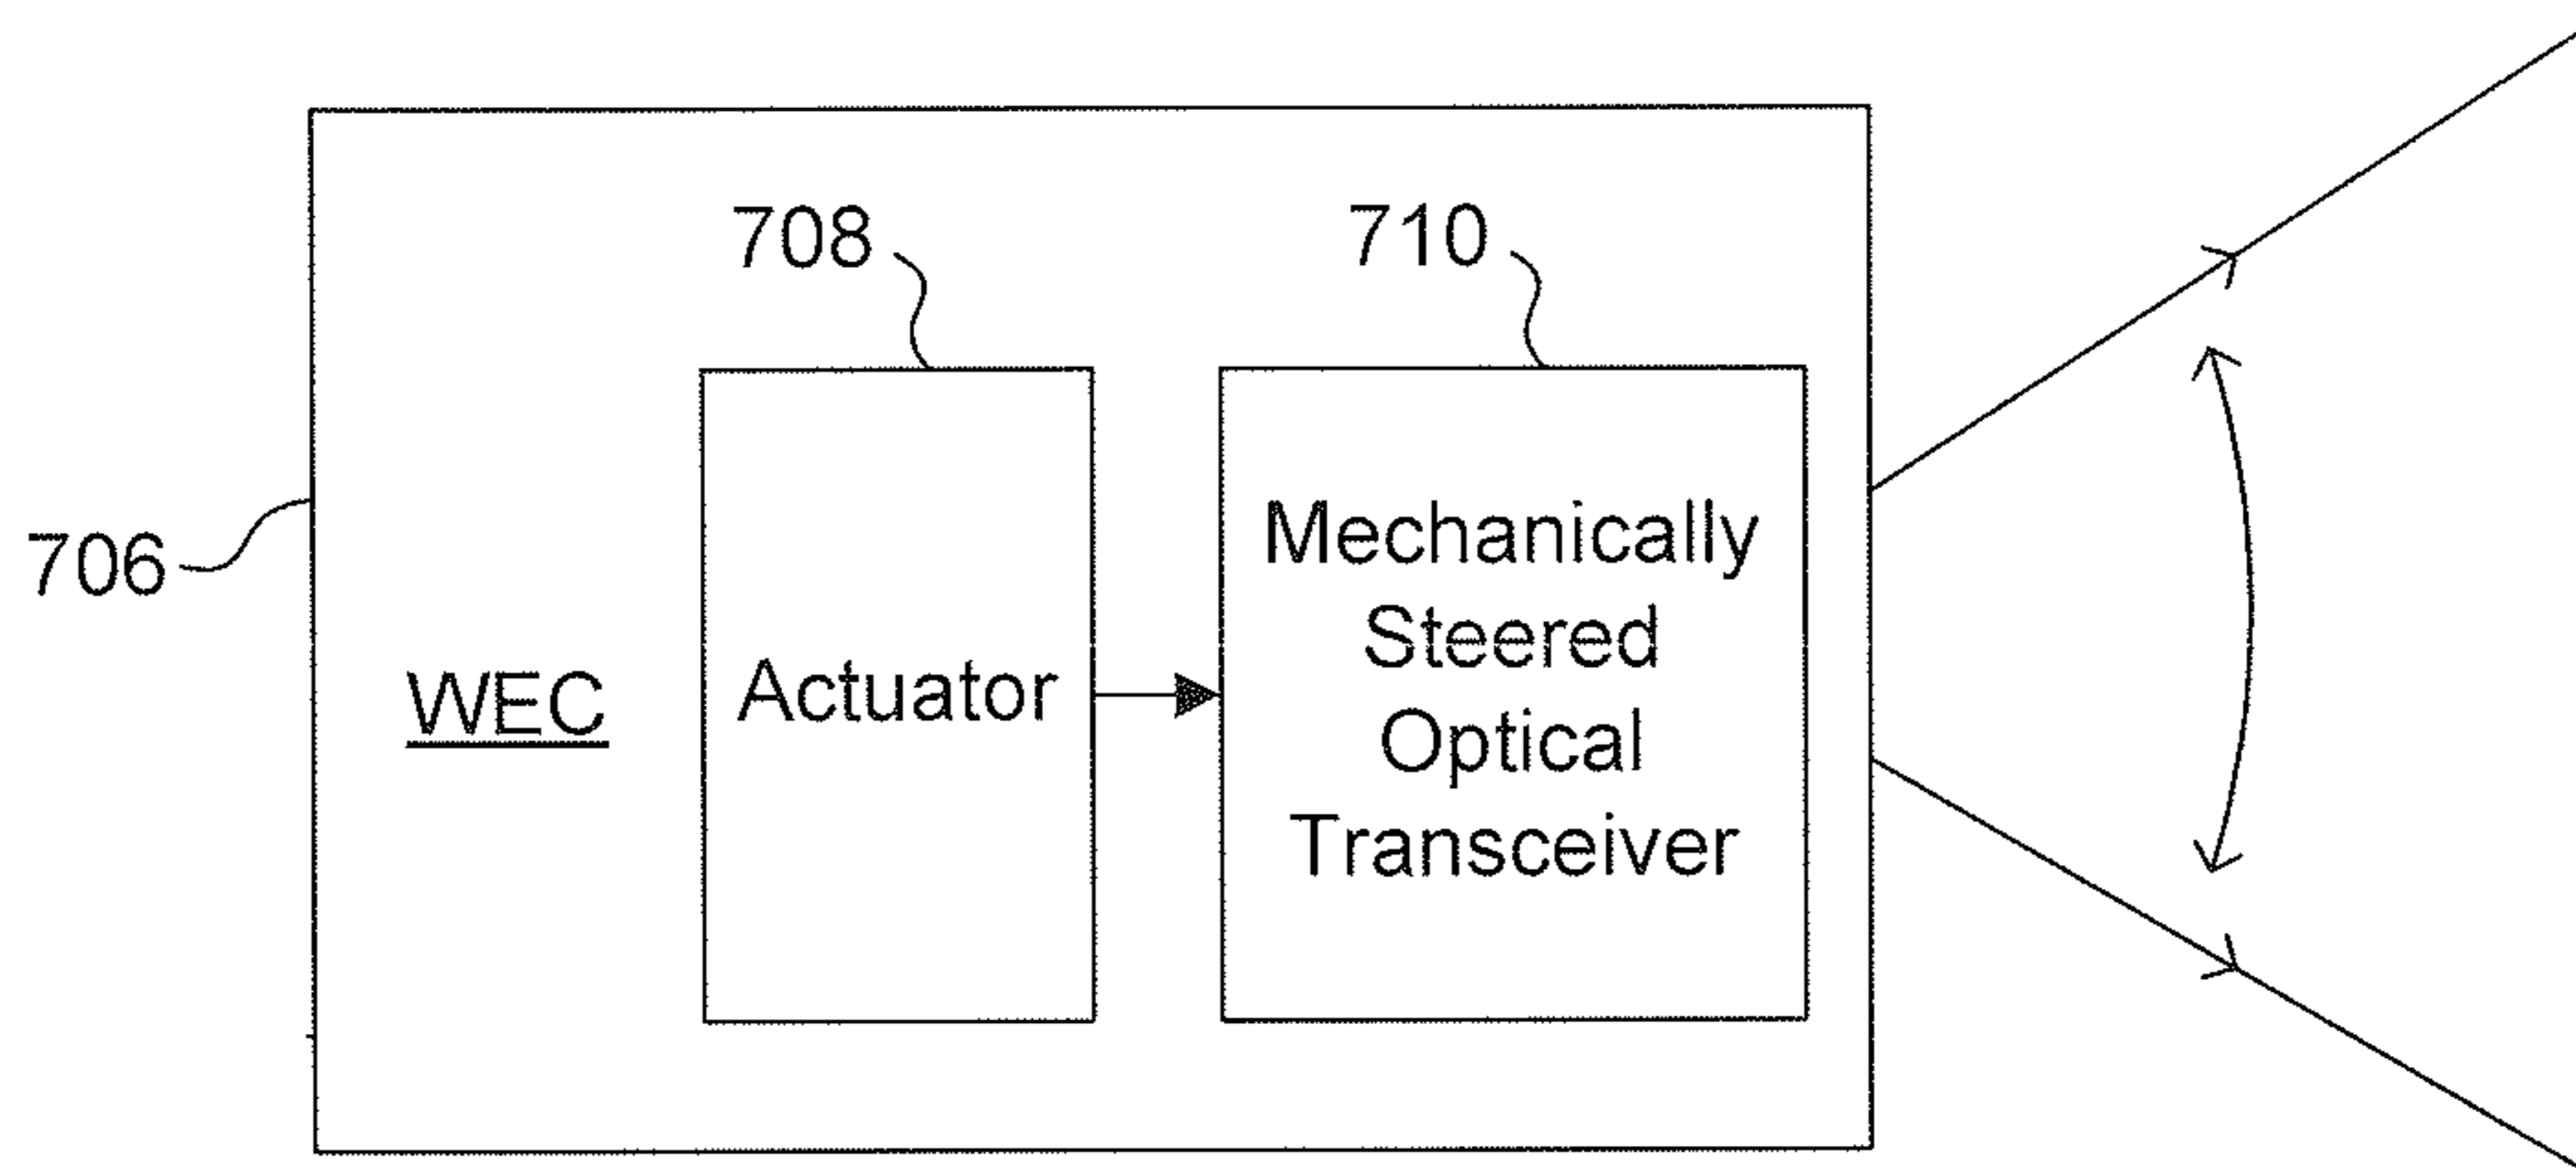 708
710
706
WEC
Actuator
Mechanically
Steered
Optical
Transceiver